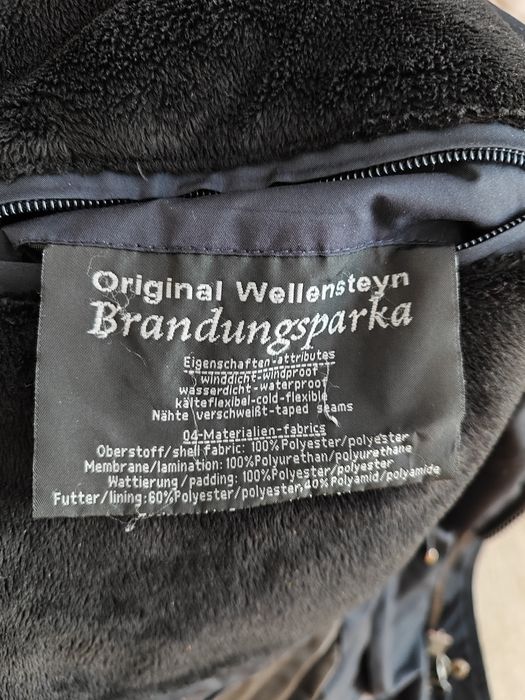 Original Wellensteyn
Brandungsparka
Eigenschaften-attributes
winddicht-windproof
wasserdicht-waterproof
kälteflexibel-cold-flexible
Nähte verschweißt-taped seams
04-Materialien-fabrics
Oberstoff/shell fabric: 100%Polyester/polyester
Membrane/lamination:100%Polyurethan/polyurethane
Wattierung/padding: 100%Polyester/polyester
Futter/lining:60%Polyester/polyester,40%Polyamid/polyamide